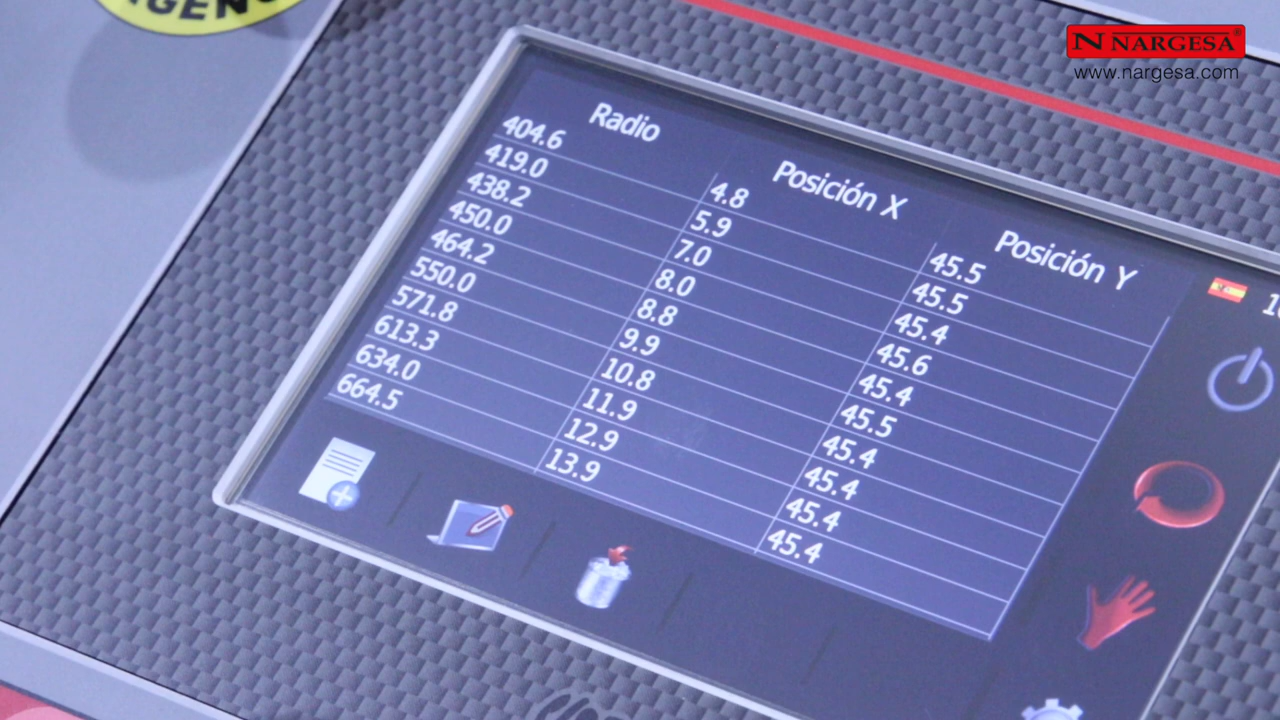 NARGESA®
www.nargesa.com
Radio Posición X Posición Y
404.6 4.8 45.5
419.0 5.9 45.5
438.2 7.0 45.4
450.0 8.0 45.6
464.2 8.8 45.4
550.0 9.9 45.5
571.8 10.8 45.4
613.3 11.9 45.4
634.0 12.9 45.4
664.5 13.9 45.4